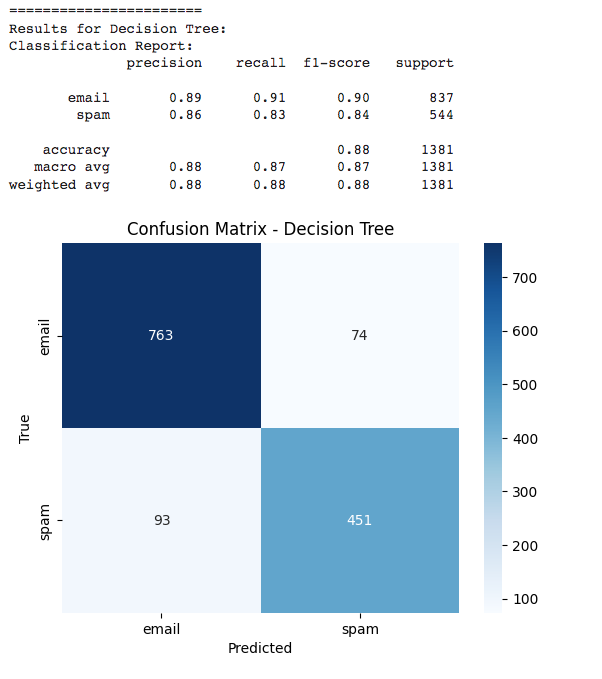 =======================
Results for Decision Tree:
Classification Report:
              precision    recall  f1-score   support

       email       0.89      0.91      0.90       837
        spam       0.86      0.83      0.84       544

    accuracy                           0.88      1381
   macro avg       0.88      0.87      0.87      1381
weighted avg       0.88      0.88      0.88      1381

Confusion Matrix - Decision Tree
True
email
763 74
spam
93 451
email spam
Predicted
700
600
500
400
300
200
100